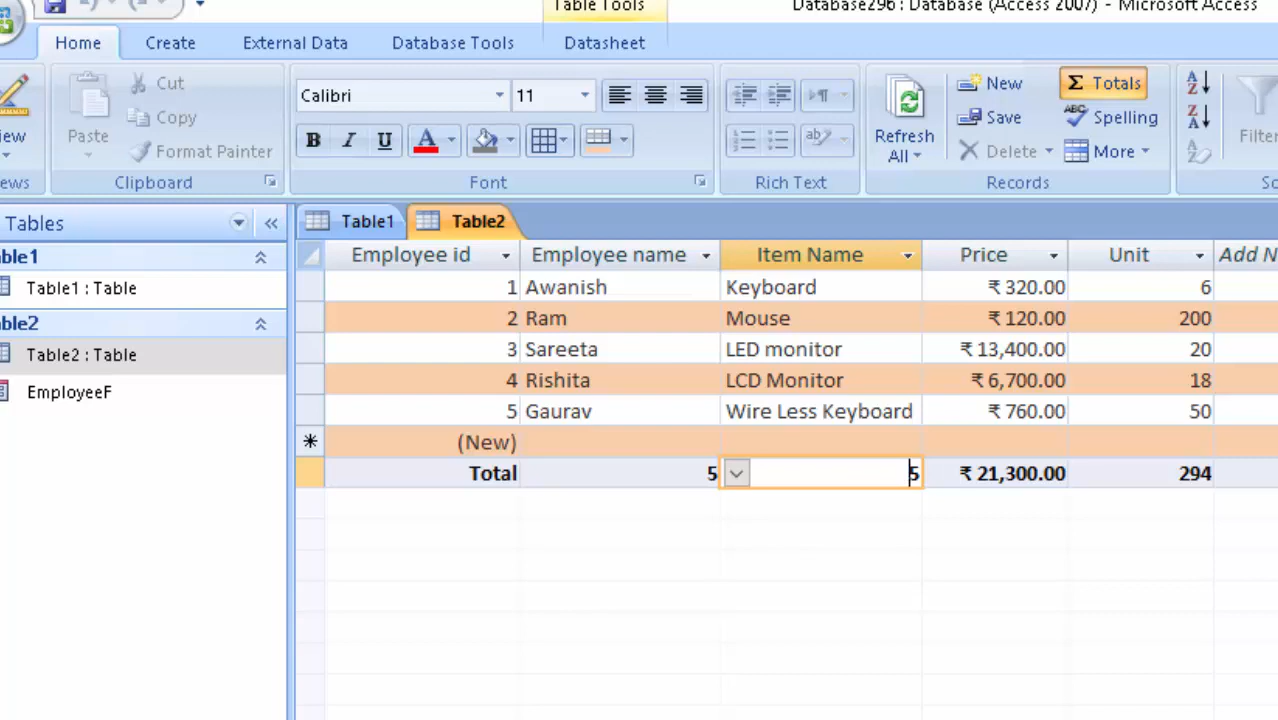 Table Tools
Database296 : Database (Access 2007) - Microsoft Access
Home Create External Data Database Tools Datasheet
Cut
Copy
Format Painter
Paste
Clipboard
Calibri 11
B I U A
Font
Rich Text
Refresh
All
New Σ Totals
Save ABC Spelling
Delete More
Records
A
Z
Z
A
Filter
Tables «
Table1 : Table
Table2 : Table
EmployeeF
Table1 Table2
Employee id Employee name Item Name Price Unit Add
1 Awanish Keyboard ₹ 320.00 6
2 Ram Mouse ₹ 120.00 200
3 Sareeta LED monitor ₹ 13,400.00 20
4 Rishita LCD Monitor ₹ 6,700.00 18
5 Gaurav Wire Less Keyboard ₹ 760.00 50
* (New)
Total 5 5 ₹ 21,300.00 294